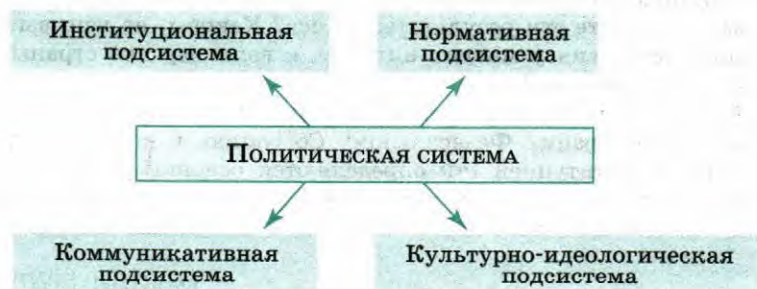 Институциональная
подсистема
Нормативная
подсистема
Политическая система
Коммуникативная
подсистема
Культурно-идеологическая
подсистема